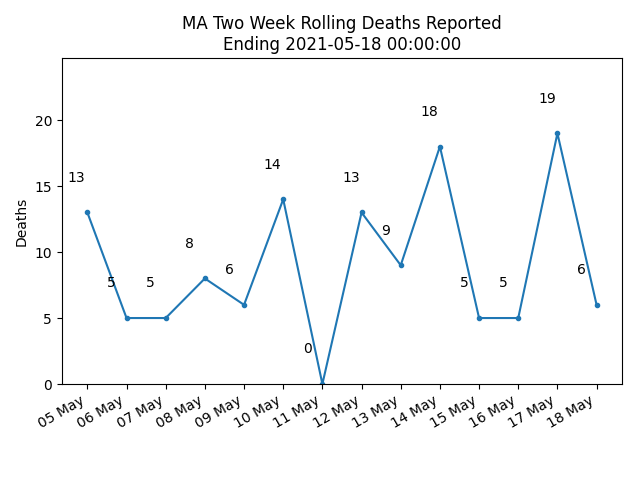 MA Two Week Rolling Deaths Reported
Ending 2021-05-18 00:00:00
Deaths
20
15
10
5
0
13
5
5
8
6
14
0
13
9
18
5
5
19
6
05 May
06 May
07 May
08 May
09 May
10 May
11 May
12 May
13 May
14 May
15 May
16 May
17 May
18 May